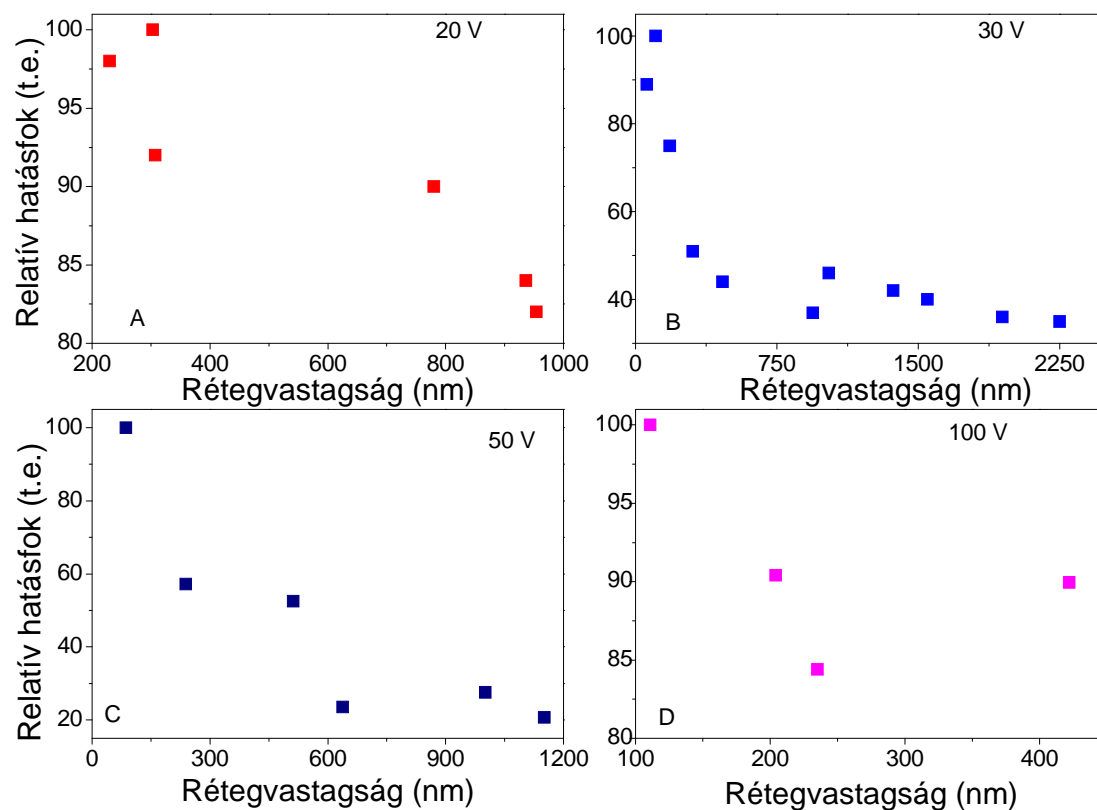 Relatív hatásfok (t.e.)
100
95
90
85
80
20 V
A
200 400 600 800 1000
Rétegvastagság (nm)
100
80
60
40
30 V
B
0 750 1500 2250
Rétegvastagság (nm)
Relatív hatásfok (t.e.)
100
80
60
40
20
50 V
C
0 300 600 900 1200
Rétegvastagság (nm)
100
95
90
85
80
100 V
D
100 200 300 400
Rétegvastagság (nm)